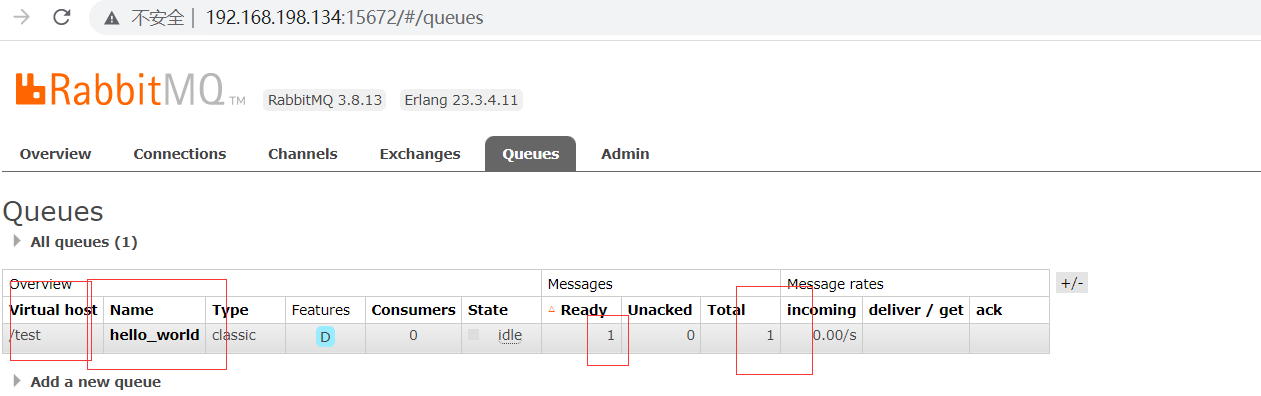 不安全 | 192.168.198.134:15672/#/queues
RabbitMQ TM RabbitMQ 3.8.13 Erlang 23.3.4.11
Overview Connections Channels Exchanges Queues Admin
Queues
All queues (1)
Overview Messages Message rates +/-
Virtual host Name Type Features Consumers State Ready Unacked Total incoming deliver / get ack
/test hello_world classic D 0 idle 1 0 1 0.00/s
Add a new queue